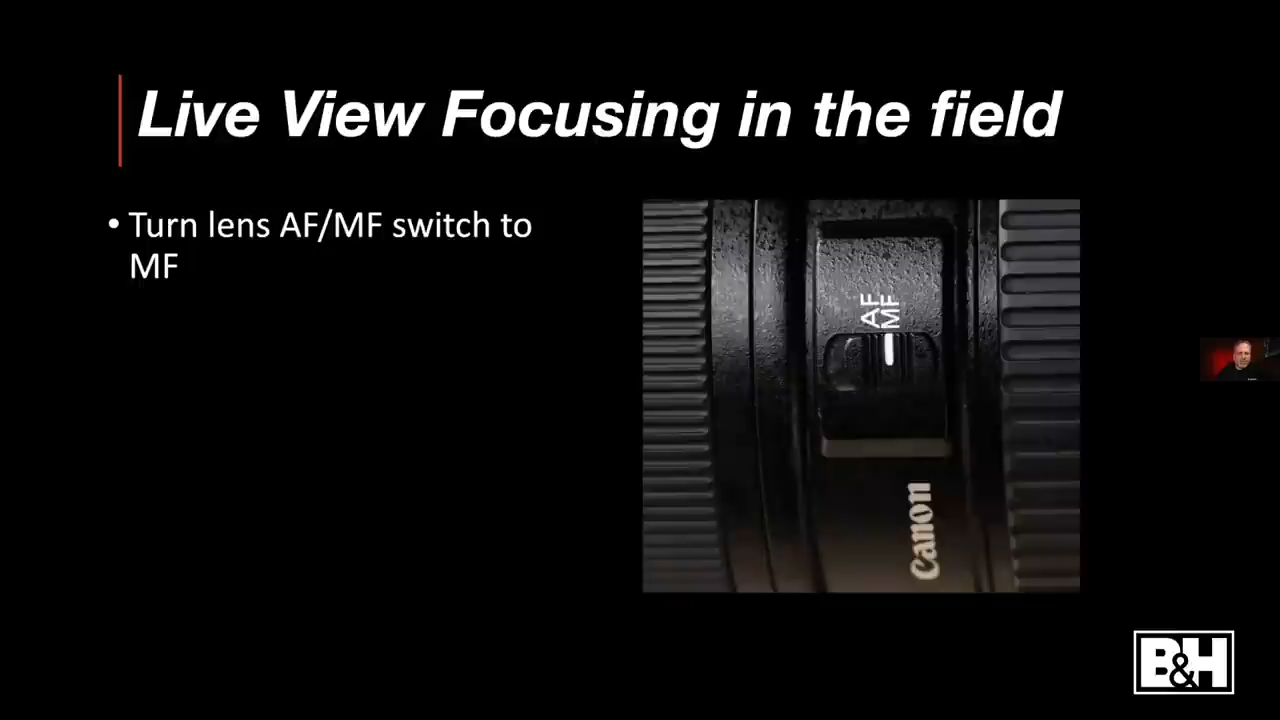 Live View Focusing in the field
• Turn lens AF/MF switch to
MF
AF
MF
Canon
B&H